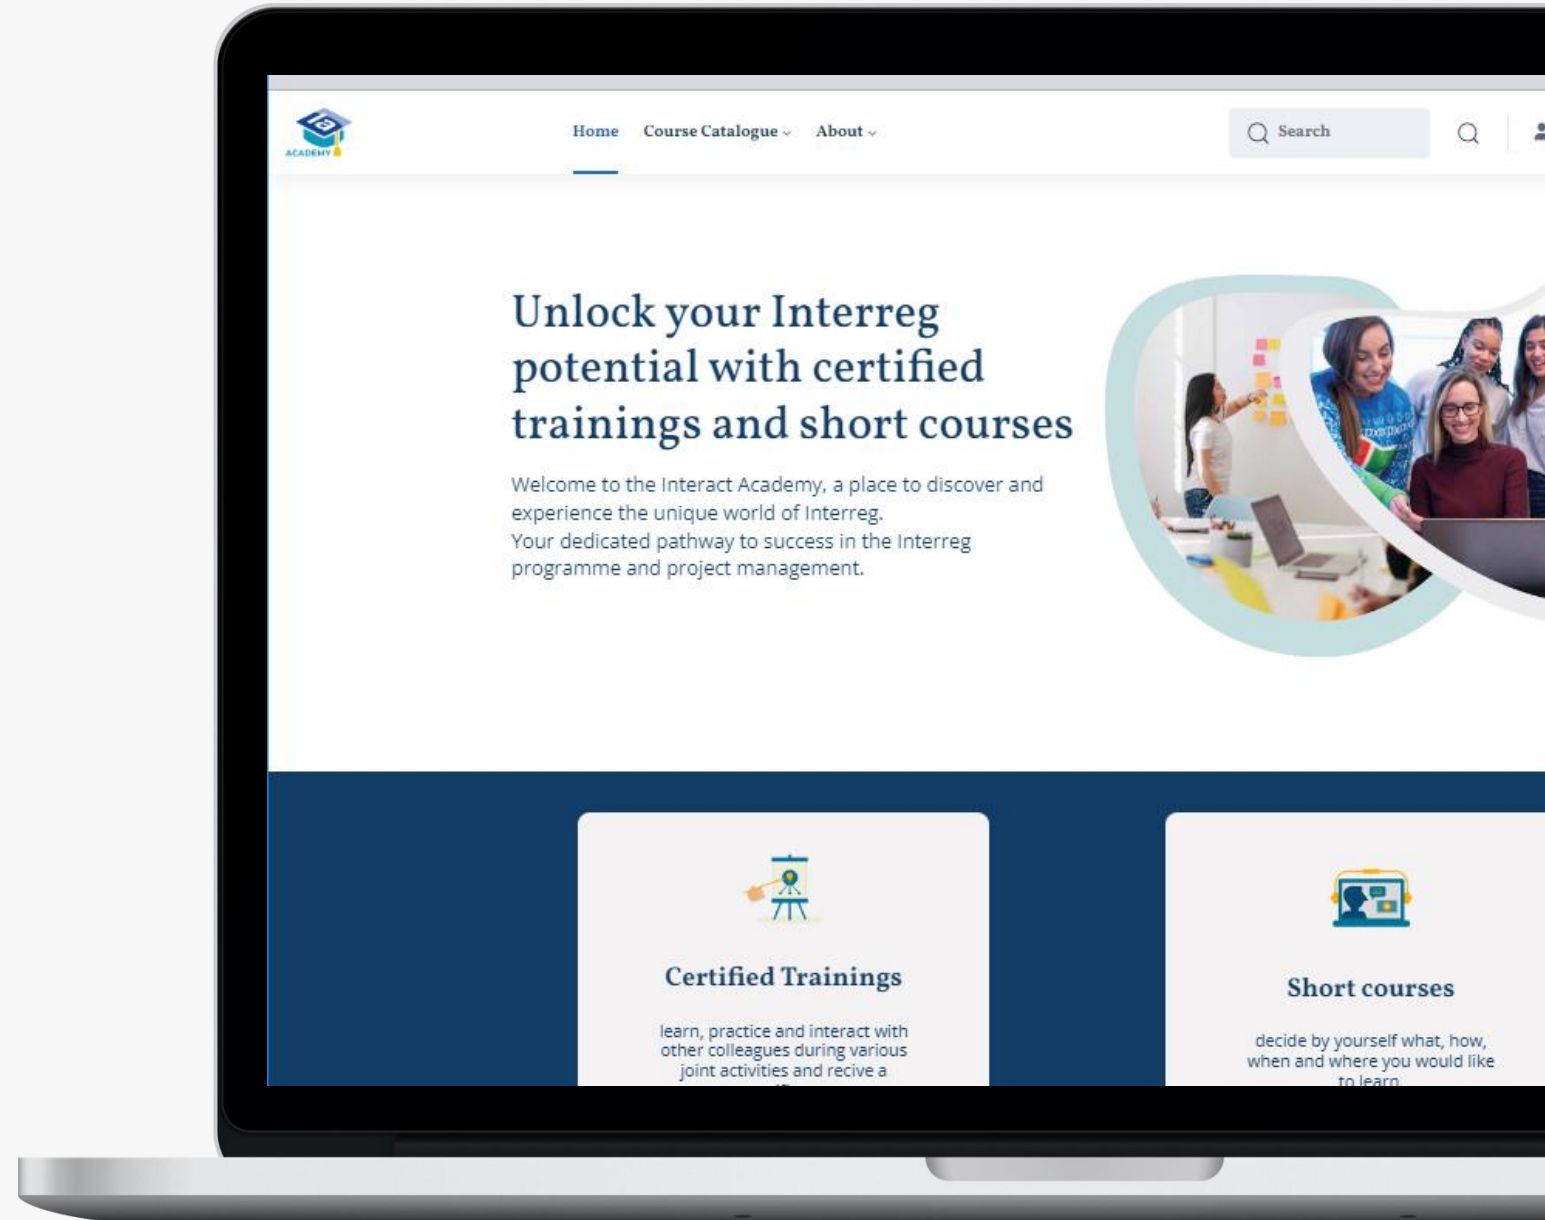 ia
ACADEMY
Home Course Catalogue About
Search
Unlock your Interreg
potential with certified
trainings and short courses
Welcome to the Interact Academy, a place to discover and
experience the unique world of Interreg.
Your dedicated pathway to success in the Interreg
programme and project management.
Certified Trainings
learn, practice and interact with
other colleagues during various
joint activities and recive a
Short courses
decide by yourself what, how,
when and where you would like
to learn